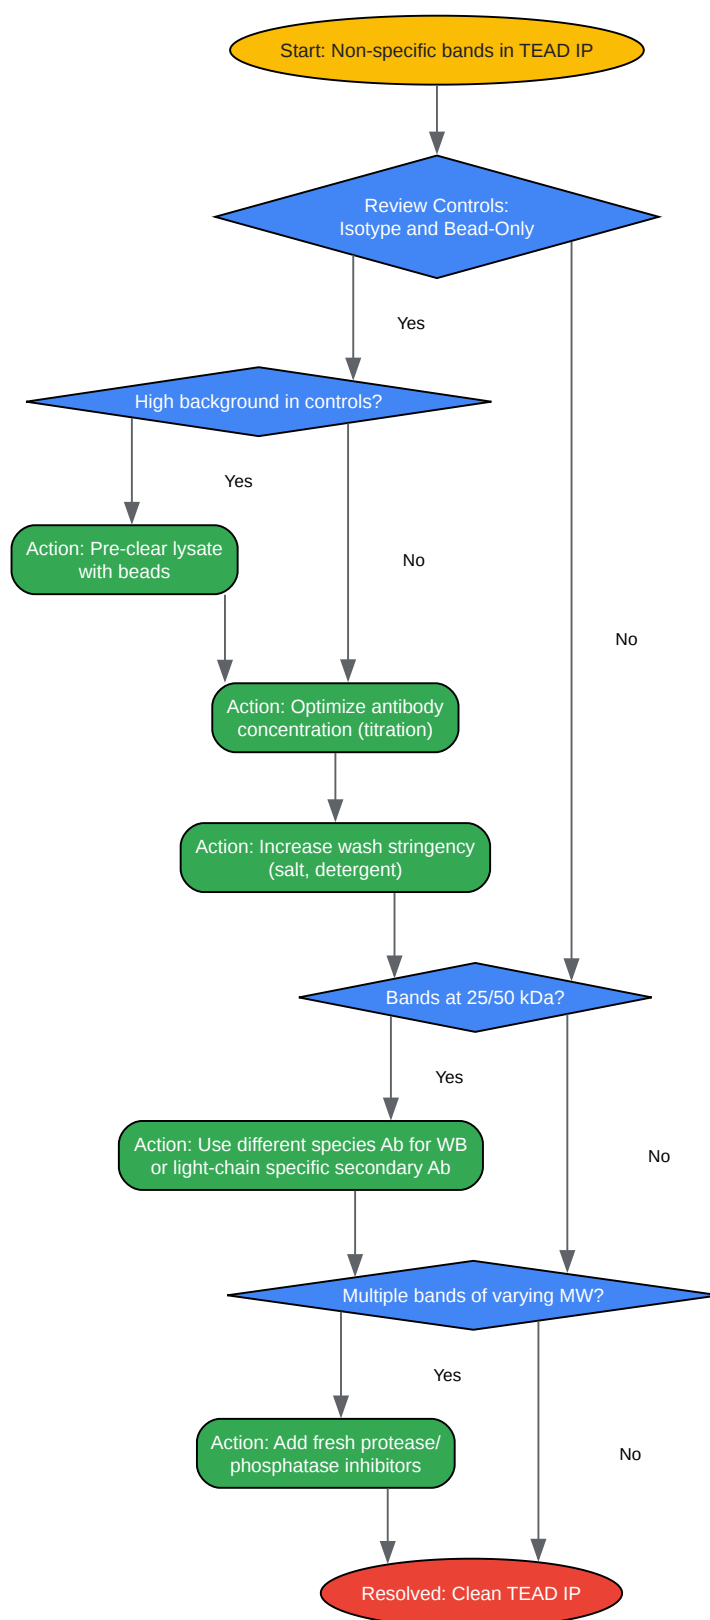 Start: Non-specific bands in TEAD IP
Review Controls:
Isotype and Bead-Only
Yes
High background in controls?
Yes
Action: Pre-clear lysate
with beads
No
No
Action: Optimize antibody
concentration (titration)
Action: Increase wash stringency
(salt, detergent)
Bands at 25/50 kDa?
Yes
Action: Use different species Ab for WB
or light-chain specific secondary Ab
No
Multiple bands of varying MW?
Yes
Action: Add fresh protease/
phosphatase inhibitors
No
Resolved: Clean TEAD IP